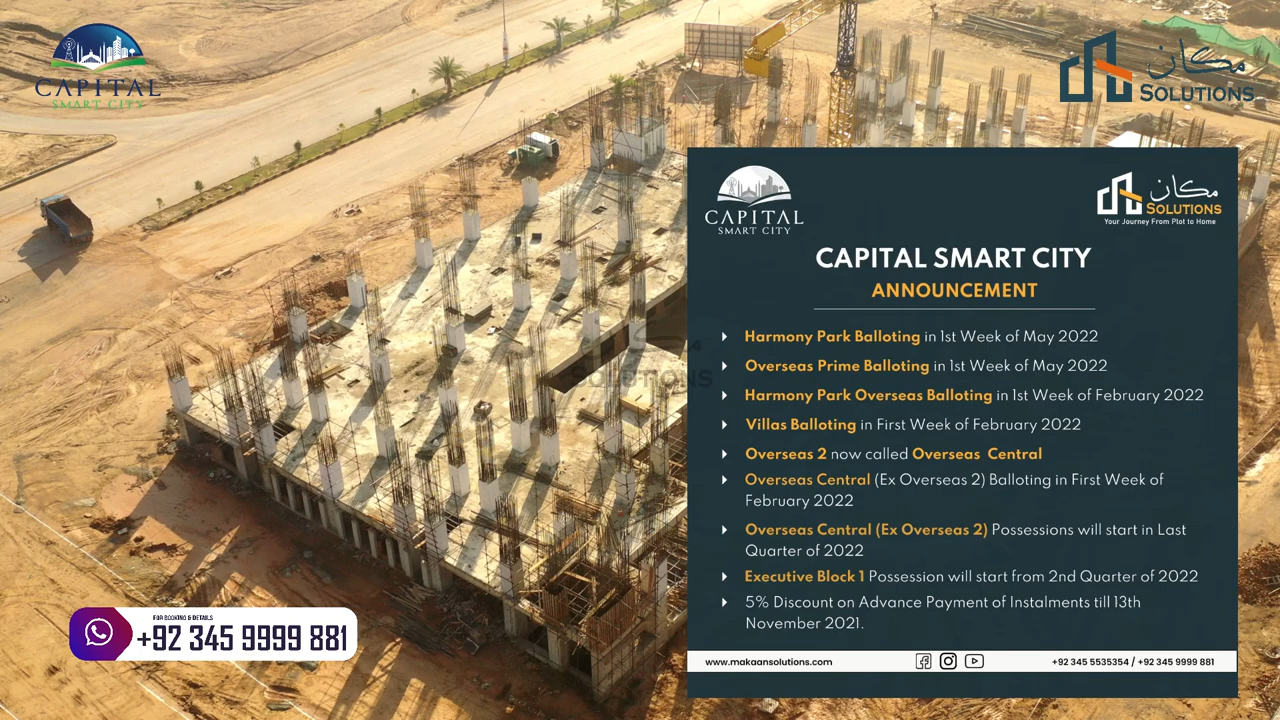 CAPITAL
SMART CITY
مكان
SOLUTIONS
CAPITAL
SMART CITY
مكان
SOLUTIONS
Your Journey From Plot to Home
CAPITAL SMART CITY
ANNOUNCEMENT
Harmony Park Balloting in 1st Week of May 2022
Overseas Prime Balloting in 1st Week of May 2022
Harmony Park Overseas Balloting in 1st Week of February 2022
Villas Balloting in First Week of February 2022
Overseas 2 now called Overseas Central
Overseas Central (Ex Overseas 2) Balloting in First Week of
February 2022
Overseas Central (Ex Overseas 2) Possessions will start in Last
Quarter of 2022
Executive Block 1 Possession will start from 2nd Quarter of 2022
5% Discount on Advance Payment of Instalments till 13th
November 2021.
www.makaansolutions.com
+92 345 5535354 / +92 345 9999 881
FOR BOOKING & DETAILS
+92 345 9999 881
مكان
SOLUTIONS